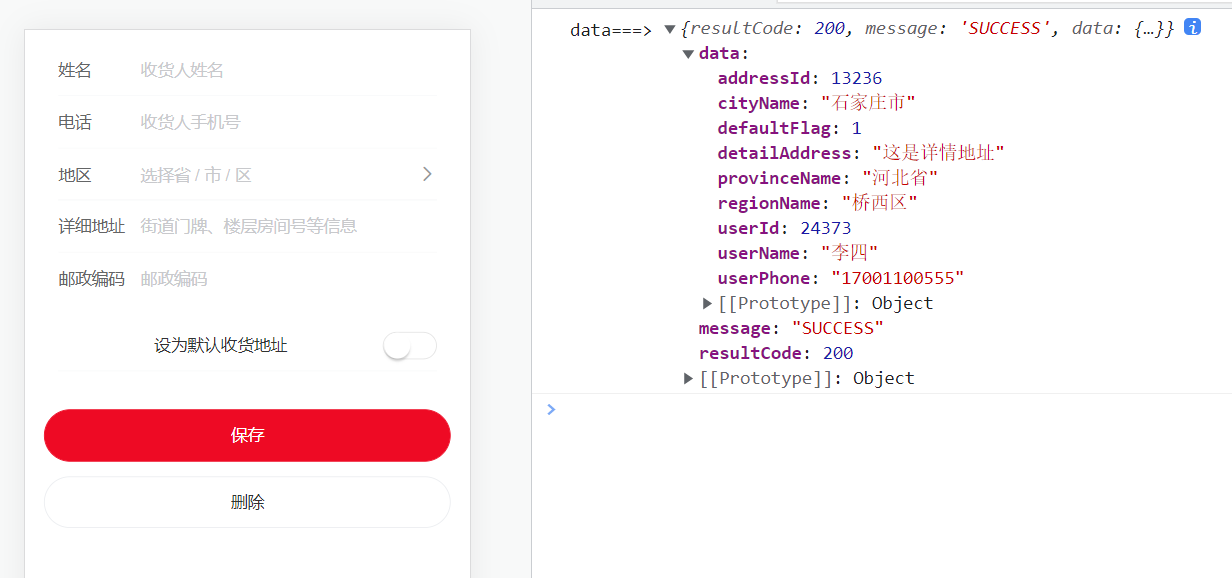 姓名 收货人姓名
电话 收货人手机号
地区 选择省 / 市 / 区
详细地址 街道门牌、楼层房间号等信息
邮政编码 邮政编码
设为默认收货地址
保存
删除
data===> ▼{resultCode: 200, message: 'SUCCESS', data: {…}} i
▼data:
addressId: 13236
cityName: "石家庄市"
defaultFlag: 1
detailAddress: "这是详情地址"
provinceName: "河北省"
regionName: "桥西区"
userId: 24373
userName: "李四"
userPhone: "17001100555"
▶[[Prototype]]: Object
message: "SUCCESS"
resultCode: 200
▶[[Prototype]]: Object